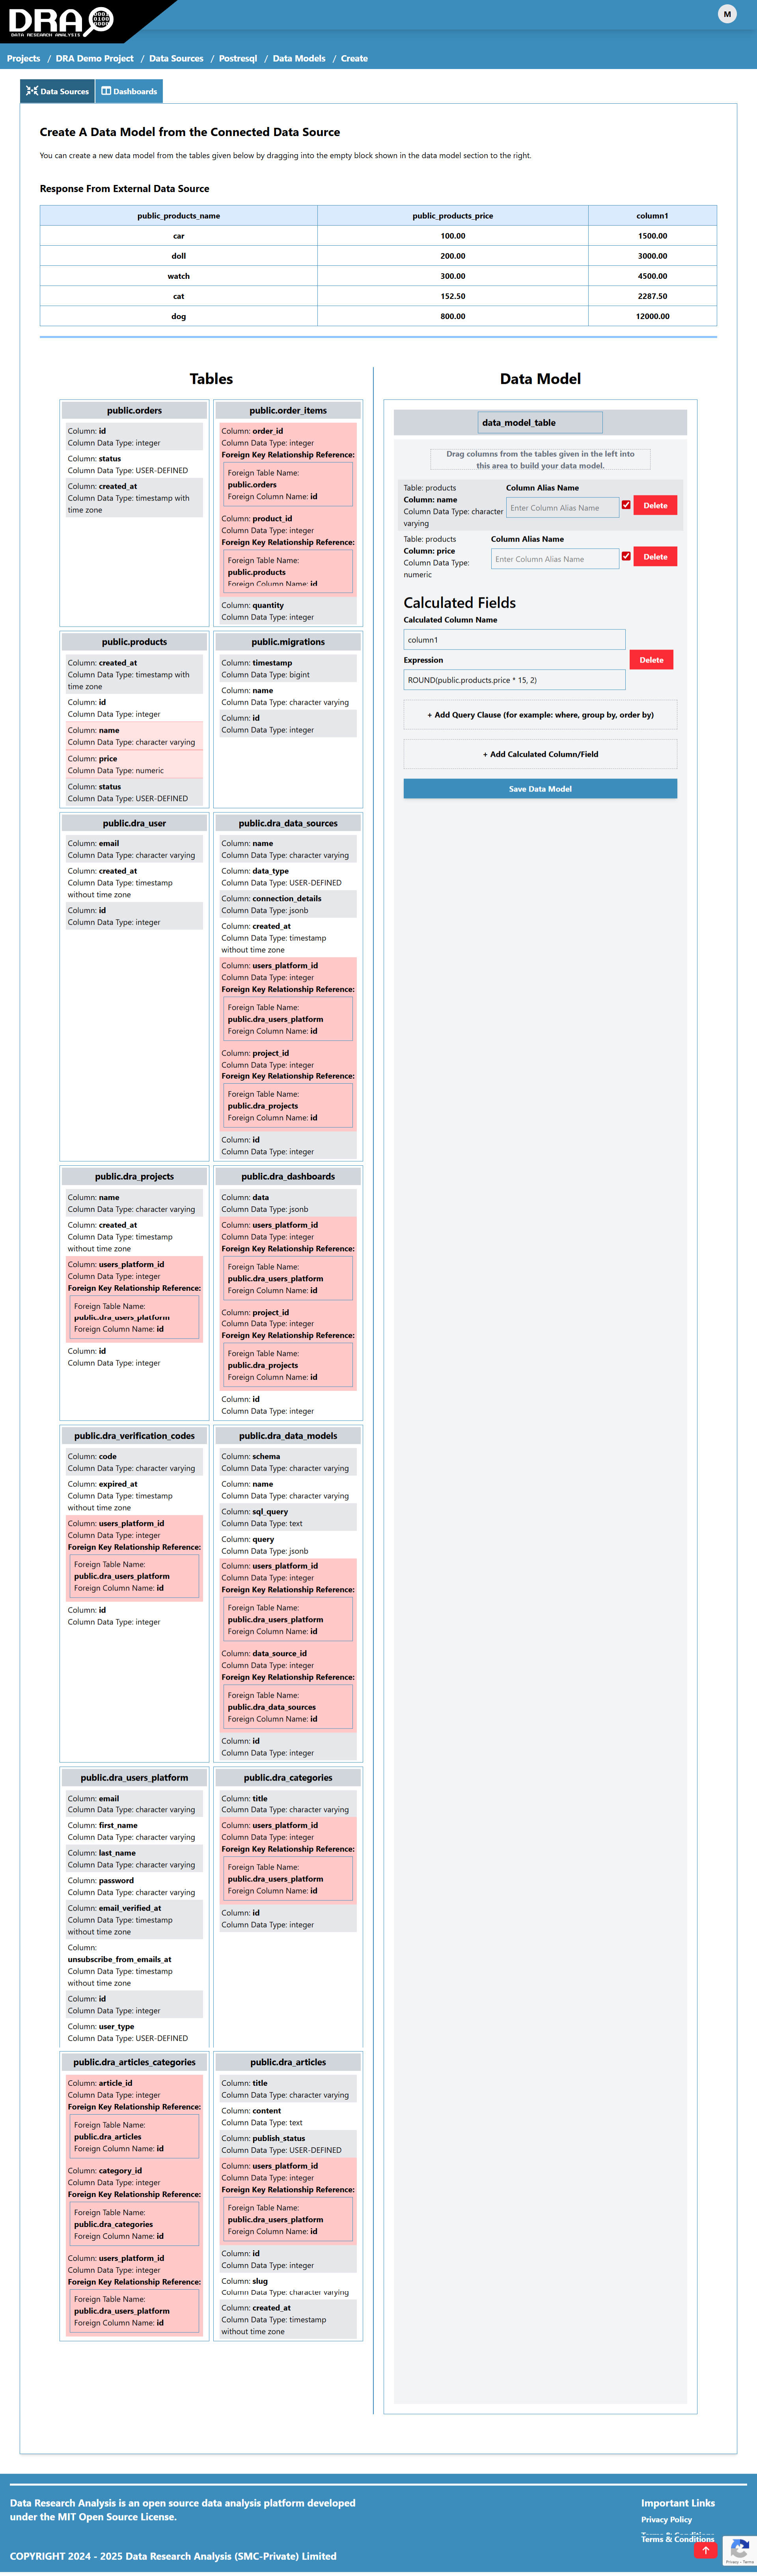 DRA
DATA RESEARCH ANALYSIS
M
Projects / DRA Demo Project / Data Sources / Postresql / Data Models / Create
Data Sources
Dashboards
Create A Data Model from the Connected Data Source
You can create a new data model from the tables given below by dragging into the empty block shown in the data model section to the right.
Response From External Data Source
public_products_name public_products_price column1
car 100.00 1500.00
doll 200.00 3000.00
watch 300.00 4500.00
cat 152.50 2287.50
dog 800.00 12000.00
Tables
public.orders
Column: id
Column Data Type: integer
Column: status
Column Data Type: USER-DEFINED
Column: created_at
Column Data Type: timestamp with
time zone
public.order_items
Column: order_id
Column Data Type: integer
Foreign Key Relationship Reference:
Foreign Table Name:
public.orders
Foreign Column Name: id
Column: product_id
Column Data Type: integer
Foreign Key Relationship Reference:
Foreign Table Name:
public.products
Foreign Column Name: id
Column: quantity
Column Data Type: integer
public.products
Column: created_at
Column Data Type: timestamp with
time zone
Column: id
Column Data Type: integer
Column: name
Column Data Type: character varying
Column: price
Column Data Type: numeric
Column: status
Column Data Type: USER-DEFINED
public.migrations
Column: timestamp
Column Data Type: bigint
Column: name
Column Data Type: character varying
Column: id
Column Data Type: integer
public.dra_user
Column: email
Column Data Type: character varying
Column: created_at
Column Data Type: timestamp
without time zone
Column: id
Column Data Type: integer
public.dra_data_sources
Column: name
Column Data Type: character varying
Column: data_type
Column Data Type: USER-DEFINED
Column: connection_details
Column Data Type: jsonb
Column: created_at
Column Data Type: timestamp
without time zone
Column: users_platform_id
Column Data Type: integer
Foreign Key Relationship Reference:
Foreign Table Name:
public.dra_users_platform
Foreign Column Name: id
Column: project_id
Column Data Type: integer
Foreign Key Relationship Reference:
Foreign Table Name:
public.dra_projects
Foreign Column Name: id
Column: id
Column Data Type: integer
public.dra_projects
Column: name
Column Data Type: character varying
Column: created_at
Column Data Type: timestamp
without time zone
Column: users_platform_id
Column Data Type: integer
Foreign Key Relationship Reference:
Foreign Table Name:
public.dra_users_platform
Foreign Column Name: id
Column: id
Column Data Type: integer
public.dra_dashboards
Column: data
Column Data Type: jsonb
Column: users_platform_id
Column Data Type: integer
Foreign Key Relationship Reference:
Foreign Table Name:
public.dra_users_platform
Foreign Column Name: id
Column: project_id
Column Data Type: integer
Foreign Key Relationship Reference:
Foreign Table Name:
public.dra_projects
Foreign Column Name: id
Column: id
Column Data Type: integer
public.dra_verification_codes
Column: code
Column Data Type: character varying
Column: expired_at
Column Data Type: timestamp
without time zone
Column: users_platform_id
Column Data Type: integer
Foreign Key Relationship Reference:
Foreign Table Name:
public.dra_users_platform
Foreign Column Name: id
Column: id
Column Data Type: integer
public.dra_data_models
Column: schema
Column Data Type: character varying
Column: name
Column Data Type: character varying
Column: sql_query
Column Data Type: text
Column: query
Column Data Type: jsonb
Column: users_platform_id
Column Data Type: integer
Foreign Key Relationship Reference:
Foreign Table Name:
public.dra_users_platform
Foreign Column Name: id
Column: data_source_id
Column Data Type: integer
Foreign Key Relationship Reference:
Foreign Table Name:
public.dra_data_sources
Foreign Column Name: id
Column: id
Column Data Type: integer
public.dra_users_platform
Column: email
Column Data Type: character varying
Column: first_name
Column Data Type: character varying
Column: last_name
Column Data Type: character varying
Column: password
Column Data Type: character varying
Column: email_verified_at
Column Data Type: timestamp
without time zone
Column:
unsubscribe_from_emails_at
Column Data Type: timestamp
without time zone
Column: id
Column Data Type: integer
Column: user_type
Column Data Type: USER-DEFINED
public.dra_categories
Column: title
Column Data Type: character varying
Column: users_platform_id
Column Data Type: integer
Foreign Key Relationship Reference:
Foreign Table Name:
public.dra_users_platform
Foreign Column Name: id
Column: id
Column Data Type: integer
public.dra_articles_categories
Column: article_id
Column Data Type: integer
Foreign Key Relationship Reference:
Foreign Table Name:
public.dra_articles
Foreign Column Name: id
Column: category_id
Column Data Type: integer
Foreign Key Relationship Reference:
Foreign Table Name:
public.dra_categories
Foreign Column Name: id
Column: users_platform_id
Column Data Type: integer
Foreign Key Relationship Reference:
Foreign Table Name:
public.dra_users_platform
Foreign Column Name: id
public.dra_articles
Column: title
Column Data Type: character varying
Column: content
Column Data Type: text
Column: publish_status
Column Data Type: USER-DEFINED
Column: users_platform_id
Column Data Type: integer
Foreign Key Relationship Reference:
Foreign Table Name:
public.dra_users_platform
Foreign Column Name: id
Column: id
Column Data Type: integer
Column: slug
Column Data Type: character varying
Column: created_at
Column Data Type: timestamp
without time zone
Data Model
data_model_table
Drag columns from the tables given in the left into
this area to build your data model.
Table: products
Column: name
Column Data Type: character
varying
Column Alias Name
Enter Column Alias Name
Delete
Table: products
Column: price
Column Data Type:
numeric
Column Alias Name
Enter Column Alias Name
Delete
Calculated Fields
Calculated Column Name
column1
Expression
ROUND(public.products.price * 15, 2)
Delete
+ Add Query Clause (for example: where, group by, order by)
+ Add Calculated Column/Field
Save Data Model
Data Research Analysis is an open source data analysis platform developed
under the MIT Open Source License.
COPYRIGHT 2024 - 2025 Data Research Analysis (SMC-Private) Limited
Important Links
Privacy Policy
Terms & Conditions
Privacy - Terms